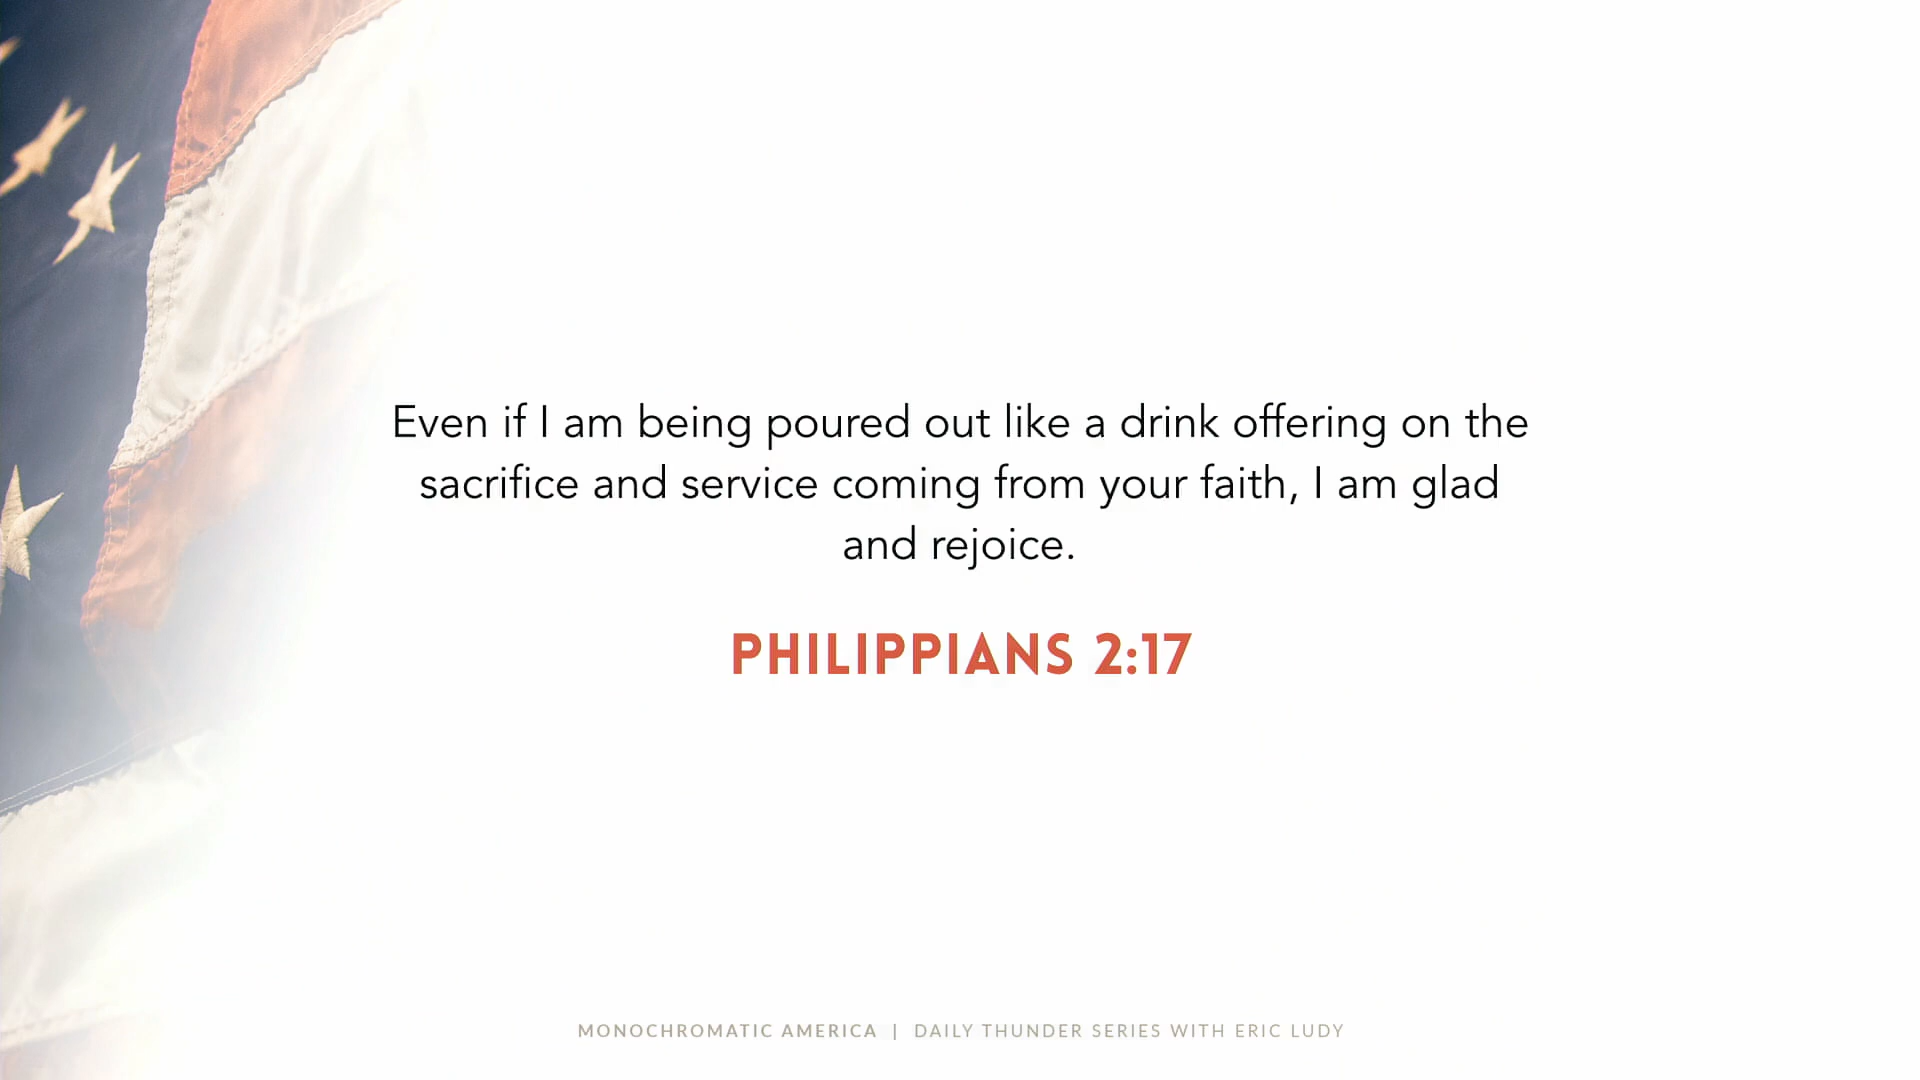 Even if I am being poured out like a drink offering on the
sacrifice and service coming from your faith, I am glad
and rejoice.
PHILIPPIANS 2:17
MONOCHROMATIC AMERICA | DAILY THUNDER SERIES WITH ERIC LUDY